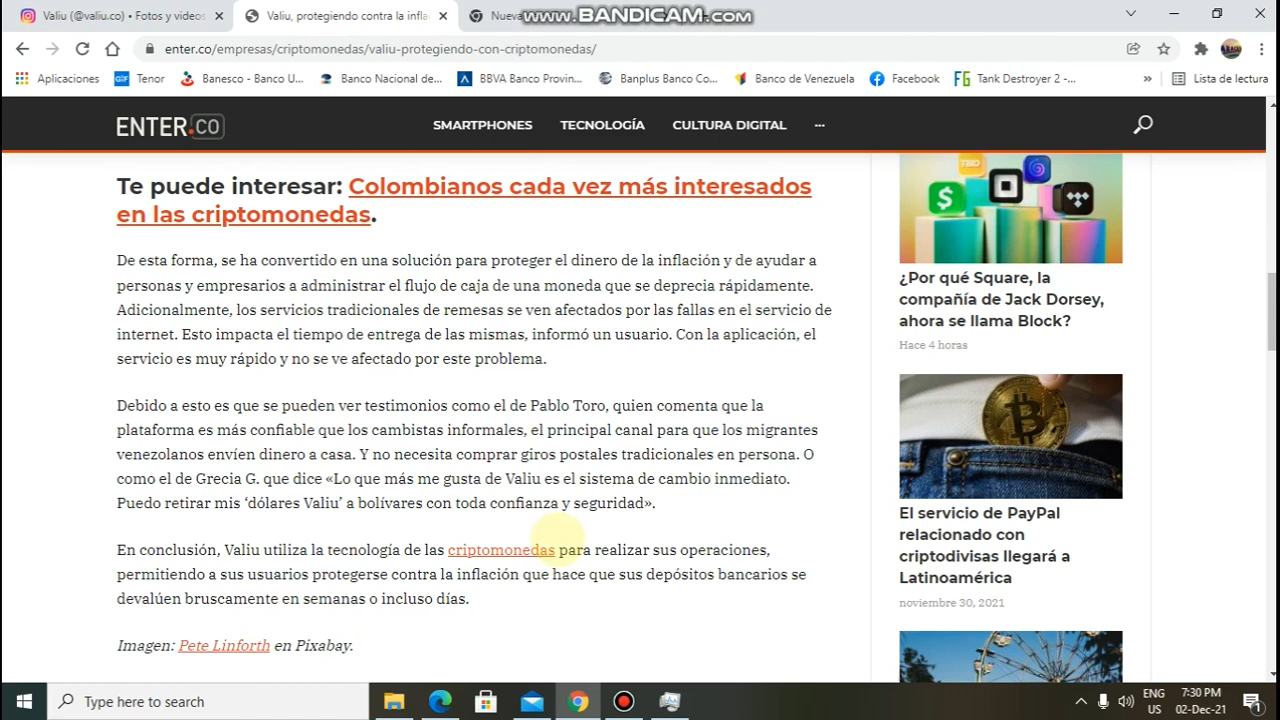 Valiu (@valiu.co) • Fotos y videos
Valiu, protegiendo contra la infla
Nueva
www.BANDICAM.com
enter.co/empresas/criptomonedas/valiu-protegiendo-con-criptomonedas/
Aplicaciones
GIF
Tenor
Banesco - Banco U...
Banco Nacional de...
BBVA Banco Provin...
Banplus Banco Co...
Banco de Venezuela
Facebook
FG
Tank Destroyer 2 -...
»
Lista de lectura
ENTER.CO
SMARTPHONES
TECNOLOGÍA
CULTURA DIGITAL
···
Te puede interesar: Colombianos cada vez más interesados
en las criptomonedas.
De esta forma, se ha convertido en una solución para proteger el dinero de la inflación y de ayudar a
personas y empresarios a administrar el flujo de caja de una moneda que se deprecia rápidamente.
Adicionalmente, los servicios tradicionales de remesas se ven afectados por las fallas en el servicio de
internet. Esto impacta el tiempo de entrega de las mismas, informó un usuario. Con la aplicación, el
servicio es muy rápido y no se ve afectado por este problema.
Debido a esto es que se pueden ver testimonios como el de Pablo Toro, quien comenta que la
plataforma es más confiable que los cambistas informales, el principal canal para que los migrantes
venezolanos envíen dinero a casa. Y no necesita comprar giros postales tradicionales en persona. O
como el de Grecia G. que dice «Lo que más me gusta de Valiu es el sistema de cambio inmediato.
Puedo retirar mis ‘dólares Valiu’ a bolívares con toda confianza y seguridad».
En conclusión, Valiu utiliza la tecnología de las criptomonedas para realizar sus operaciones,
permitiendo a sus usuarios protegerse contra la inflación que hace que sus depósitos bancarios se
devalúen bruscamente en semanas o incluso días.
Imagen: Pete Linforth en Pixabay.
¿Por qué Square, la
compañía de Jack Dorsey,
ahora se llama Block?
Hace 4 horas
El servicio de PayPal
relacionado con
criptodivisas llegará a
Latinoamérica
noviembre 30, 2021
Type here to search
ENG
US
7:30 PM
02-Dec-21
1